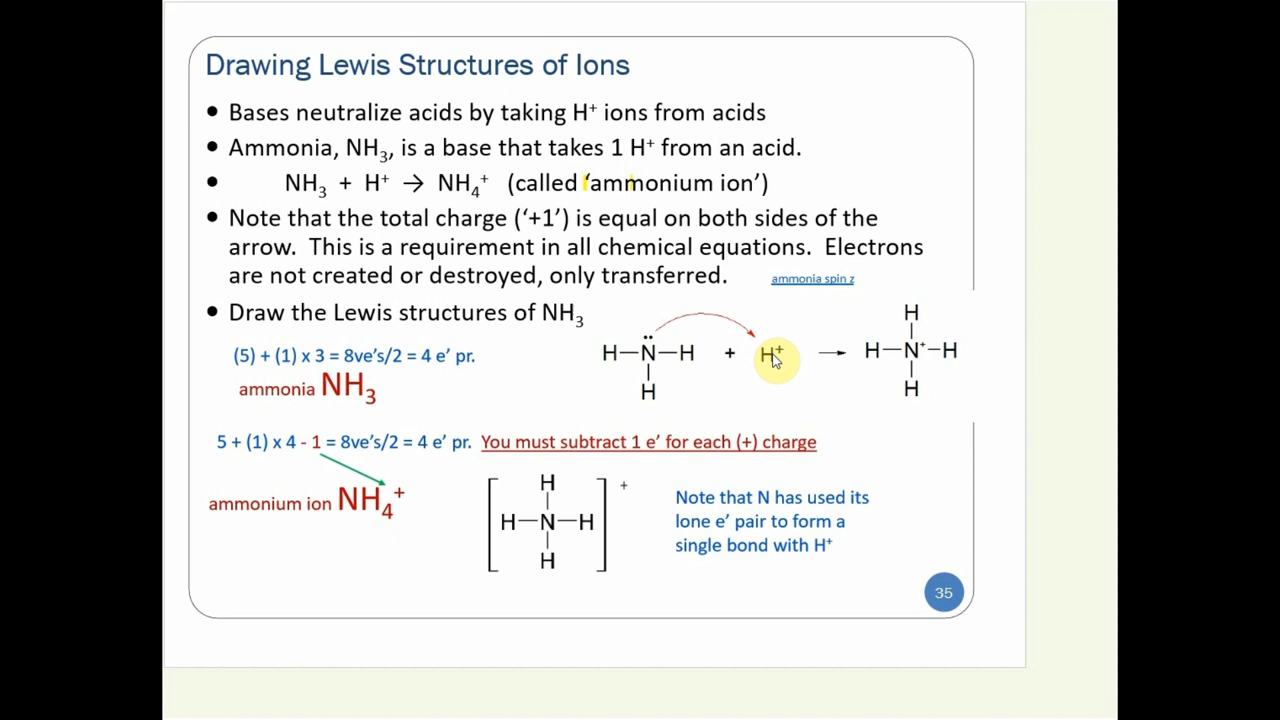 Drawing Lewis Structures of Ions
• Bases neutralize acids by taking H⁺ ions from acids
• Ammonia, NH₃, is a base that takes 1 H⁺ from an acid.
• NH₃ + H⁺ → NH₄⁺ (called ‘ammonium ion’)
• Note that the total charge (‘+1’) is equal on both sides of the
arrow. This is a requirement in all chemical equations. Electrons
are not created or destroyed, only transferred.
ammonia spin z
• Draw the Lewis structures of NH₃
(5) + (1) x 3 = 8ve’s/2 = 4 e’ pr.
ammonia NH₃
H–N̈–H + H⁺ → H–N⁺–H
H
H
H
5 + (1) x 4 - 1 = 8ve’s/2 = 4 e’ pr. You must subtract 1 e’ for each (+) charge
ammonium ion NH₄⁺
H
[H–N–H]⁺
H
Note that N has used its
lone e’ pair to form a
single bond with H⁺
35